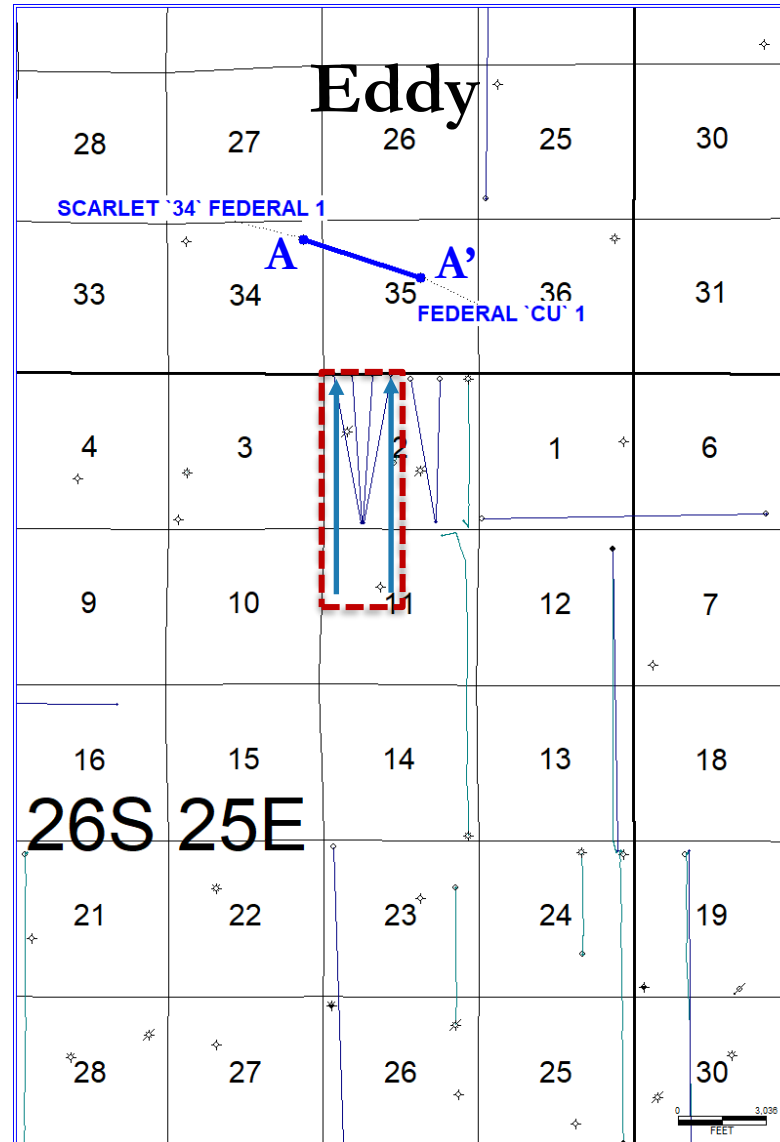 Eddy
28 27 26 25 30
SCARLET `34` FEDERAL 1
A A’
33 34 35 36 31
FEDERAL `CU` 1
4 3 2 1 6
9 10 11 12 7
16 15 14 13 18
26S 25E
21 22 23 24 19
28 27 26 25 30
0 3,036
FEET